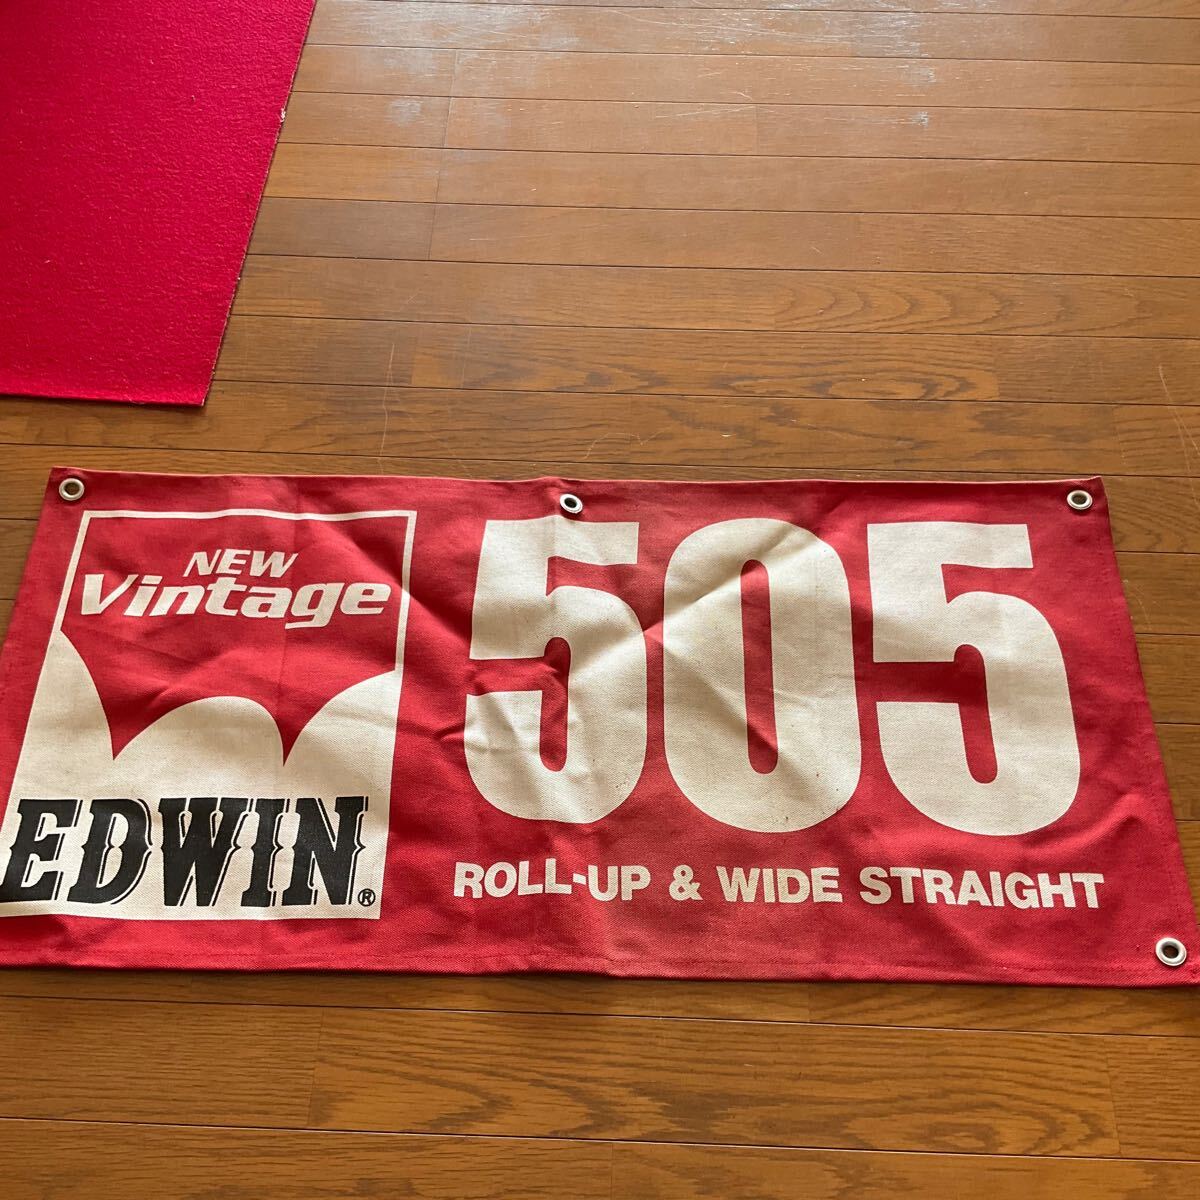 NEW
Vintage
EDWIN®
505
ROLL-UP & WIDE STRAIGHT